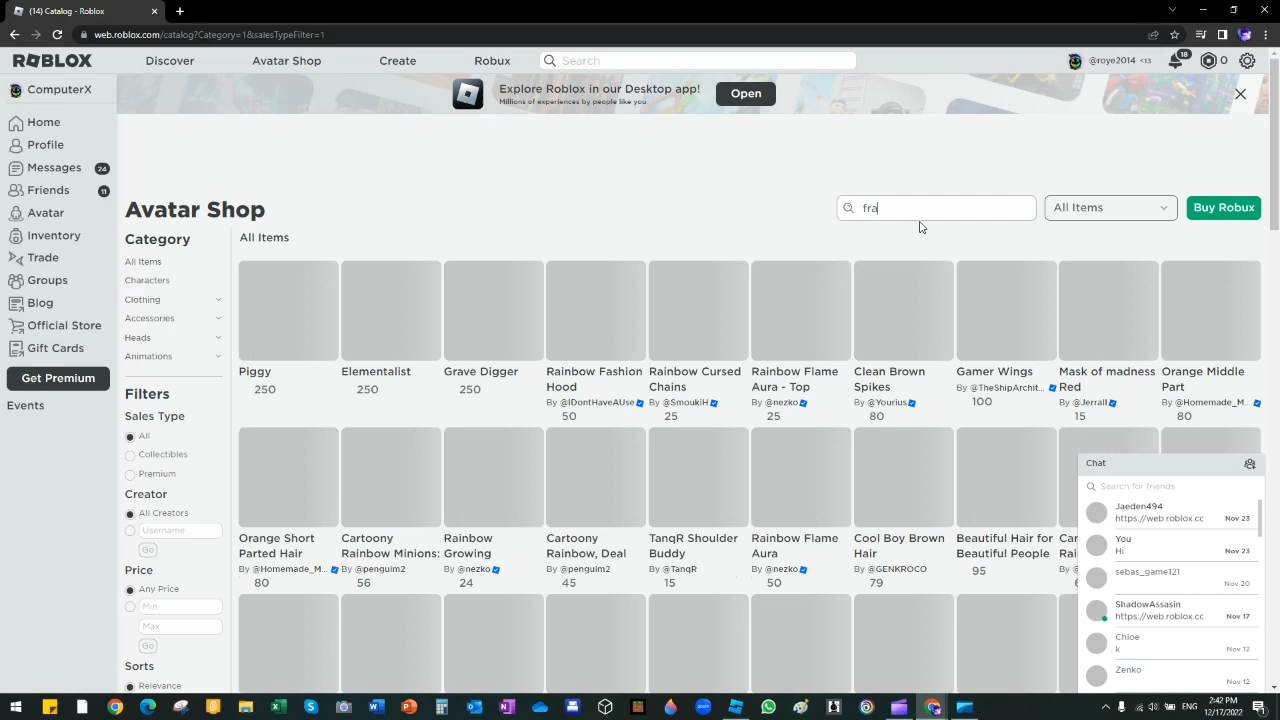 (14) Catalog - Roblox
web.roblox.com/catalog?Category=1&salesTypeFilter=1
ROBLOX
Discover
Avatar Shop
Create
Robux
Search
@roye2014 <13
18
0
ComputerX
Explore Roblox in our Desktop app!
Millions of experiences by people like you
Open
Home
Profile
Messages 24
Friends 11
Avatar
Inventory
Trade
Groups
Blog
Official Store
Gift Cards
Get Premium
Events
Avatar Shop
fra
All Items
Buy Robux
Category
All Items
Characters
Clothing
Accessories
Heads
Animations
Filters
Sales Type
All
Collectibles
Premium
Creator
All Creators
Username
Go
Price
Any Price
Min
Max
Go
Sorts
Relevance
All Items
Piggy
250
Elementalist
250
Grave Digger
250
Rainbow Fashion
Hood
By @IDontHaveAUse
50
Rainbow Cursed
Chains
By @SmoukiH
25
Rainbow Flame
Aura - Top
By @nezko
25
Clean Brown
Spikes
By @Yourius
80
Gamer Wings
By @TheShipArchit...
100
Mask of madness
Red
By @Jerrall
15
Orange Middle
Part
By @Homemade_M...
80
Orange Short
Parted Hair
By @Homemade_M...
80
Cartoony
Rainbow Minions:
By @penguim2
56
Rainbow
Growing
By @nezko
24
Cartoony
Rainbow, Deal
By @penguim2
45
TanqR Shoulder
Buddy
By @TanqR
15
Rainbow Flame
Aura
By @nezko
50
Cool Boy Brown
Hair
By @GENKROCO
79
Beautiful Hair for
Beautiful People
95
Chat
Search for friends
Jaeden494
https://web.roblox.cc Nov 23
You
Hi Nov 23
sebas_game121
Nov 20
ShadowAssasin
https://web.roblox.cc Nov 17
Chloe
k Nov 12
Zenko
Nov 12
ENG
2:42 PM
12/17/2022